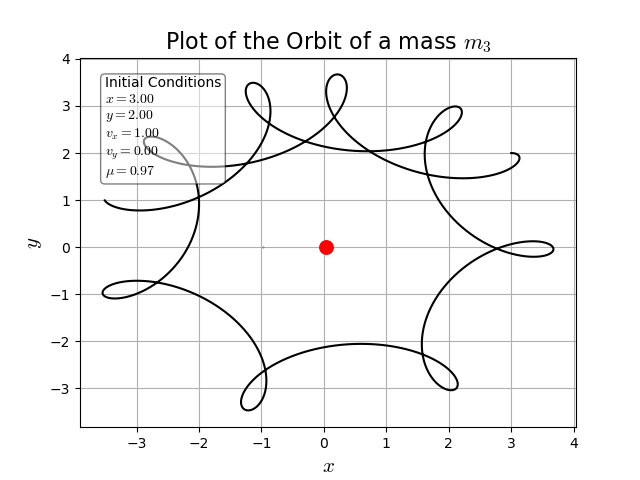 Plot of the Orbit of a mass $m_3$
Initial Conditions
$x = 3.00$
$y = 2.00$
$v_x = 1.00$
$v_y = 0.00$
$\mu = 0.97$
4
3
2
1
0
−1
−2
−3
y
−3 −2 −1 0 1 2 3 4
x